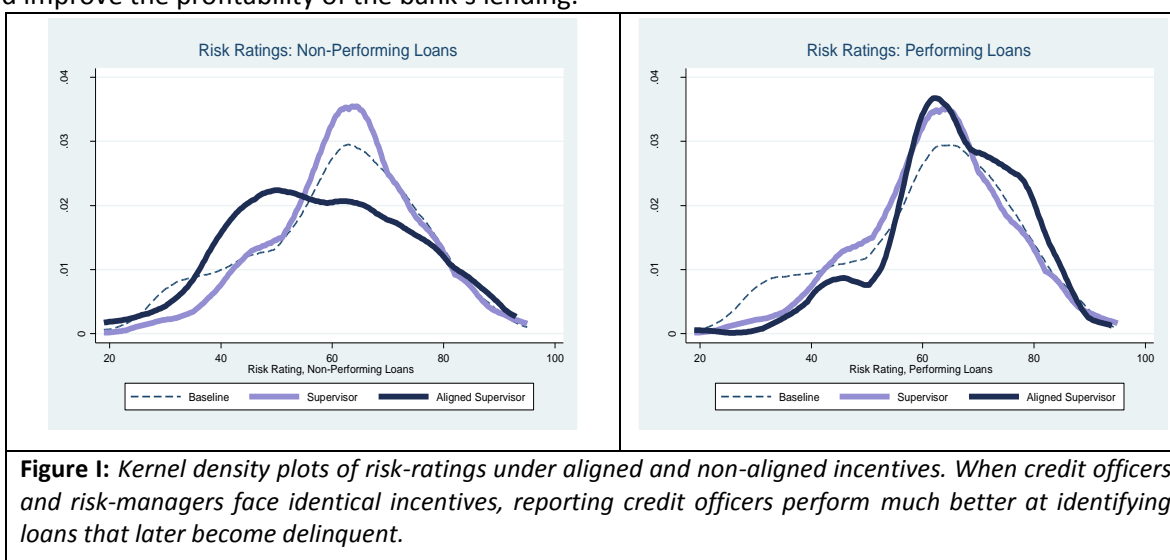 d improve the profitability of the bank's lending.
Risk Ratings: Non-Performing Loans
.04
.03
.02
.01
0
20 40 60 80 100
Risk Rating, Non-Performing Loans
Baseline Supervisor Aligned Supervisor
Risk Ratings: Performing Loans
.04
.03
.02
.01
0
20 40 60 80 100
Risk Rating, Performing Loans
Baseline Supervisor Aligned Supervisor
Figure I: Kernel density plots of risk-ratings under aligned and non-aligned incentives. When credit officers
and risk-managers face identical incentives, reporting credit officers perform much better at identifying
loans that later become delinquent.